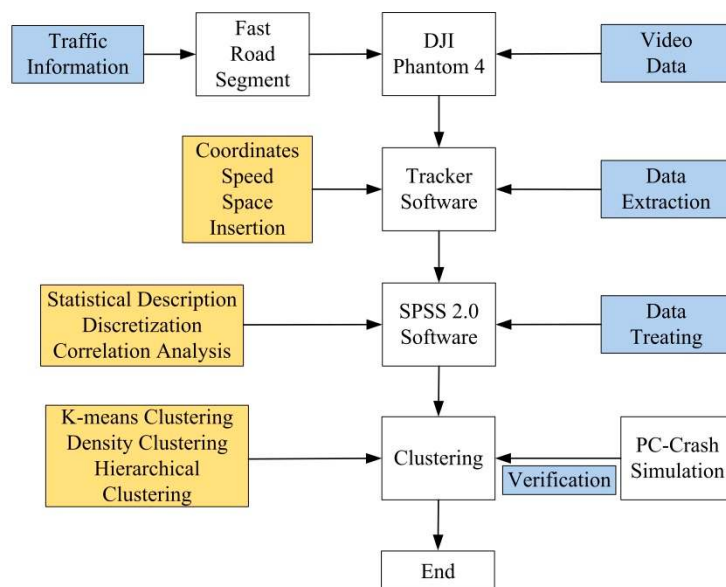 Traffic
Information
Fast
Road
Segment
DJI
Phantom 4
Video
Data
Coordinates
Speed
Space
Insertion
Tracker
Software
Data
Extraction
Statistical Description
Discretization
Correlation Analysis
SPSS 2.0
Software
Data
Treating
K-means Clustering
Density Clustering
Hierarchical
Clustering
Clustering
Verification
PC-Crash
Simulation
End